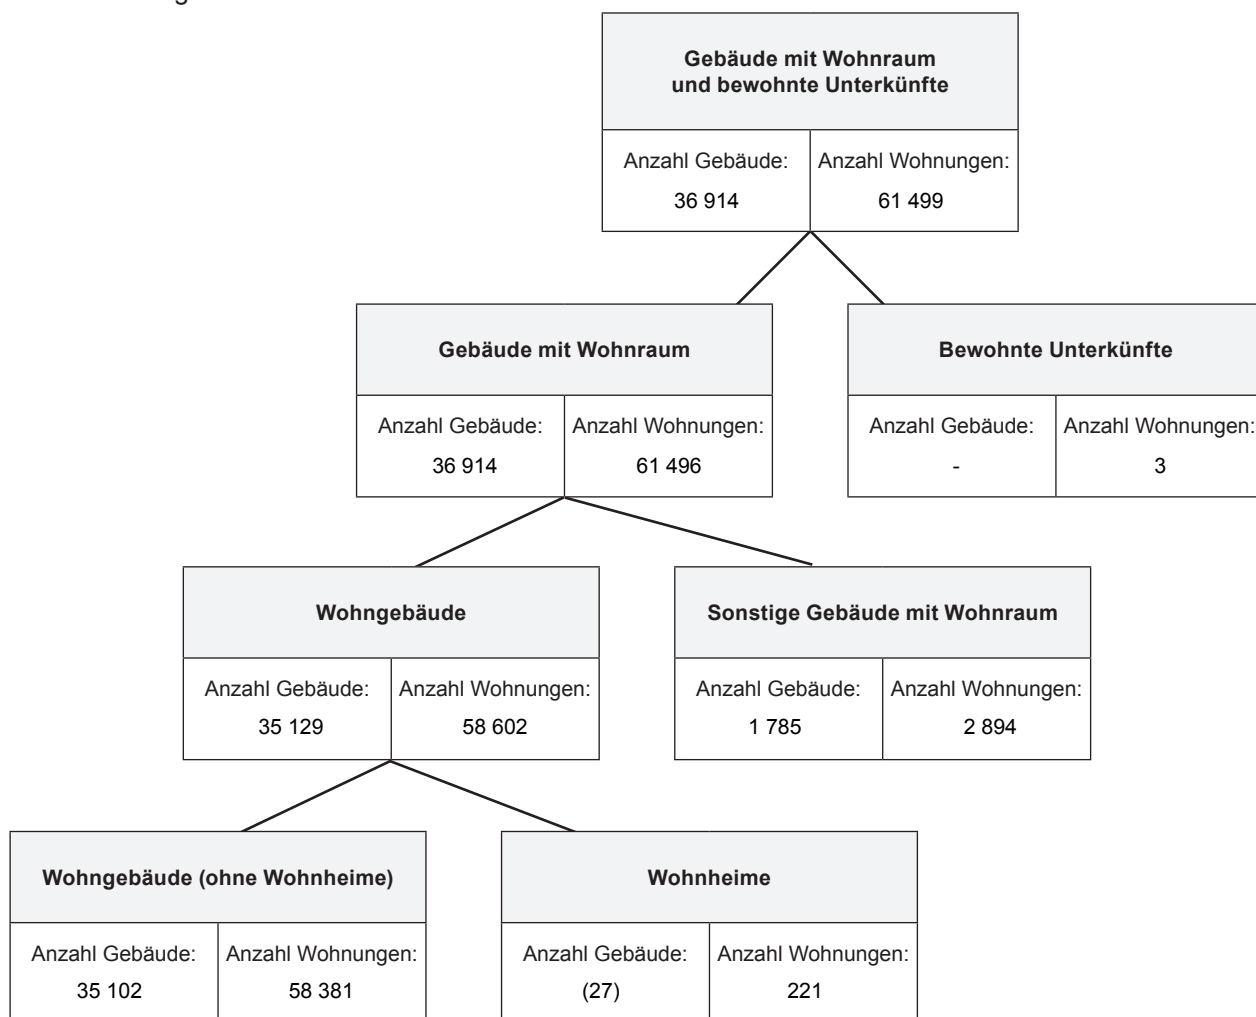 Gebäude mit Wohnraum
und bewohnte Unterkünfte
Anzahl Gebäude: Anzahl Wohnungen:
36 914 61 499
Gebäude mit Wohnraum
Anzahl Gebäude: Anzahl Wohnungen:
36 914 61 496
Bewohnte Unterkünfte
Anzahl Gebäude: Anzahl Wohnungen:
- 3
Wohngebäude
Anzahl Gebäude: Anzahl Wohnungen:
35 129 58 602
Sonstige Gebäude mit Wohnraum
Anzahl Gebäude: Anzahl Wohnungen:
1 785 2 894
Wohngebäude (ohne Wohnheime)
Anzahl Gebäude: Anzahl Wohnungen:
35 102 58 381
Wohnheime
Anzahl Gebäude: Anzahl Wohnungen:
(27) 221